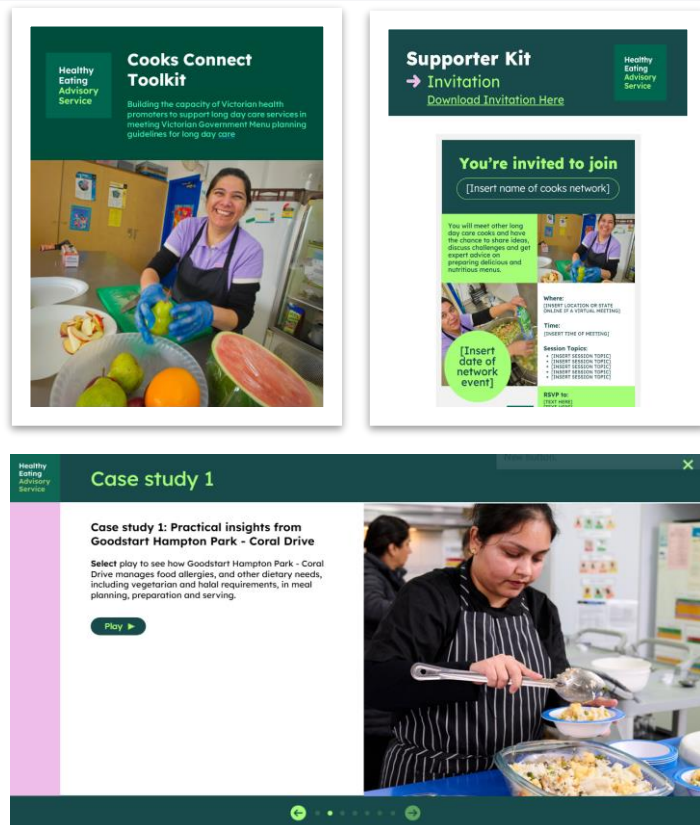 Healthy
Eating
Advisory
Service
Cooks Connect
Toolkit
Building the capacity of Victorian health
promoters to support long day care services in
meeting Victorian Government Menu planning
guidelines for long day care
Supporter Kit
→ Invitation
Download Invitation Here
Healthy
Eating
Advisory
Service
You're invited to join
[Insert name of cooks network]
You will meet other long
day care cooks and have
the chance to share ideas,
discuss challenges and get
expert advice on
preparing delicious and
nutritious menus.
[Insert
date of
network
event]
Where:
[INSERT LOCATION OR STATE
ONLINE IF A VIRTUAL MEETING]
Time:
[INSERT TIME OF MEETING]
Session Topics:
• [INSERT SESSION TOPIC]
• [INSERT SESSION TOPIC]
• [INSERT SESSION TOPIC]
• [INSERT SESSION TOPIC]
• [INSERT SESSION TOPIC]
RSVP to:
[TEXT HERE]
Healthy
Eating
Advisory
Service
Case study 1
Case study 1: Practical insights from
Goodstart Hampton Park - Coral Drive
Select play to see how Goodstart Hampton Park - Coral
Drive manages food allergies, and other dietary needs,
including vegetarian and halal requirements, in meal
planning, preparation and serving.
Play